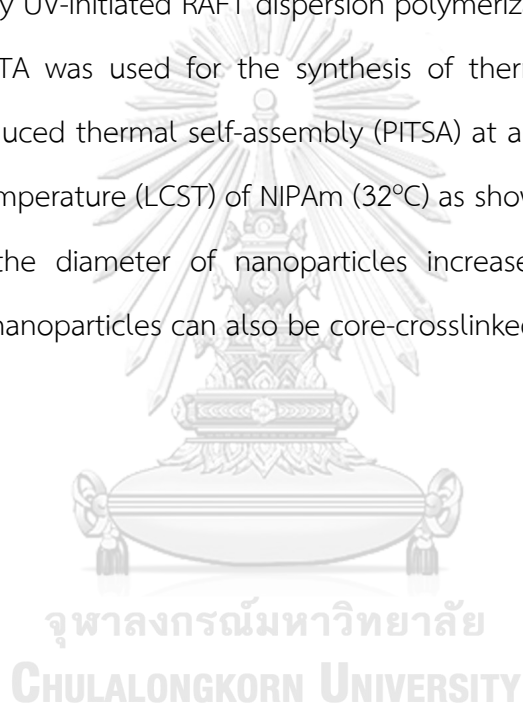 y UV-initiated RAFT dispersion polymeriz
TA was used for the synthesis of therm
uced thermal self-assembly (PITSA) at a
mperature (LCST) of NIPAm (32°C) as show
the diameter of nanoparticles increase
nanoparticles can also be core-crosslinked
จุฬาลงกรณ์มหาวิทยาลัย
CHULALONGKORN UNIVERSITY